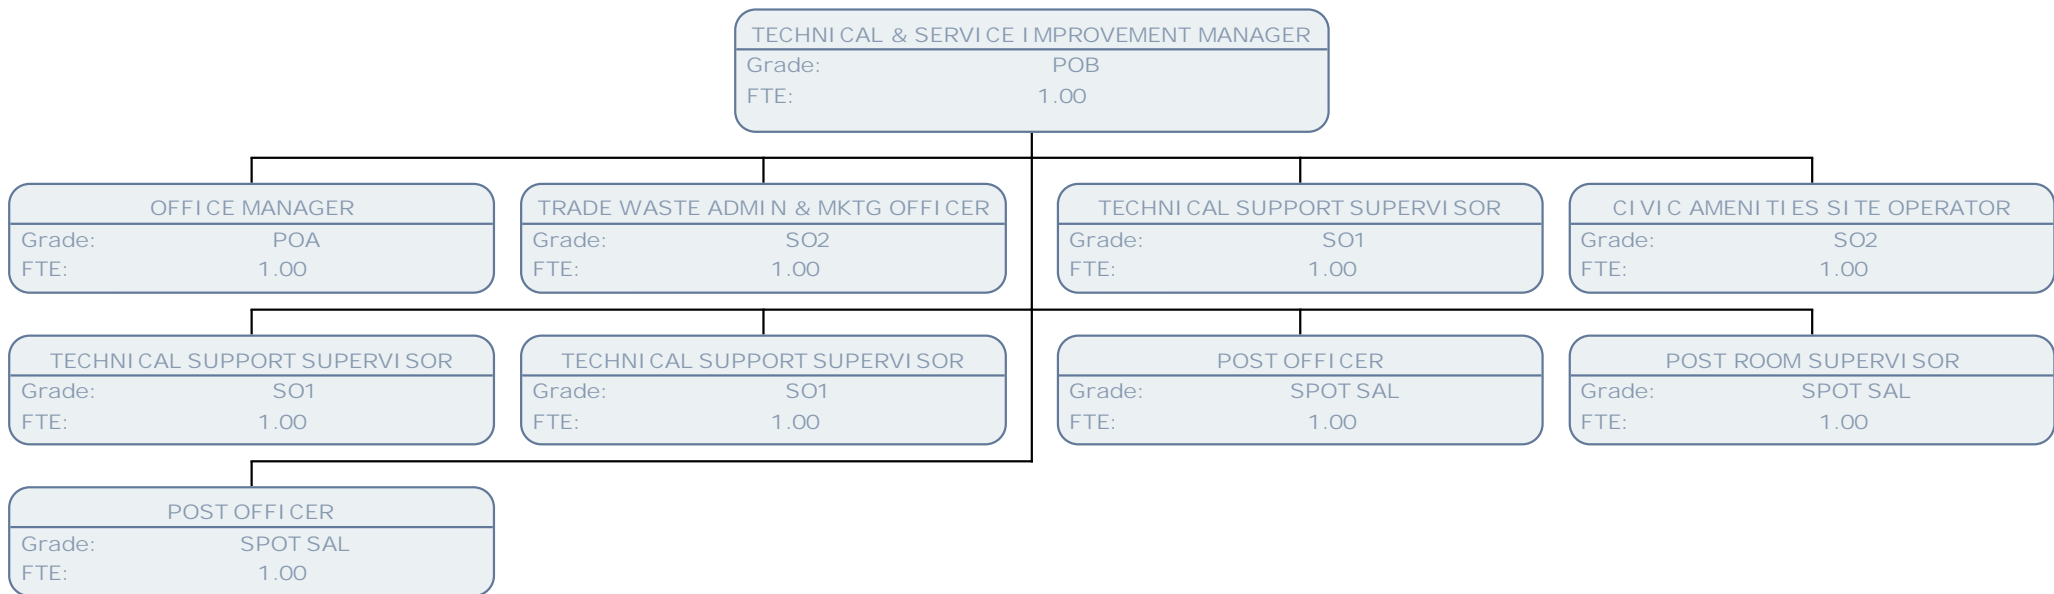 TECHNICAL & SERVICE IMPROVEMENT MANAGER
Grade: POB
FTE: 1.00
OFFICE MANAGER
Grade: POA
FTE: 1.00
TRADE WASTE ADMIN & MKTG OFFICER
Grade: SO2
FTE: 1.00
TECHNICAL SUPPORT SUPERVISOR
Grade: SO1
FTE: 1.00
CIVIC AMENITIES SITE OPERATOR
Grade: SO2
FTE: 1.00
TECHNICAL SUPPORT SUPERVISOR
Grade: SO1
FTE: 1.00
TECHNICAL SUPPORT SUPERVISOR
Grade: SO1
FTE: 1.00
POST OFFICER
Grade: SPOT SAL
FTE: 1.00
POST ROOM SUPERVISOR
Grade: SPOT SAL
FTE: 1.00
POST OFFICER
Grade: SPOT SAL
FTE: 1.00